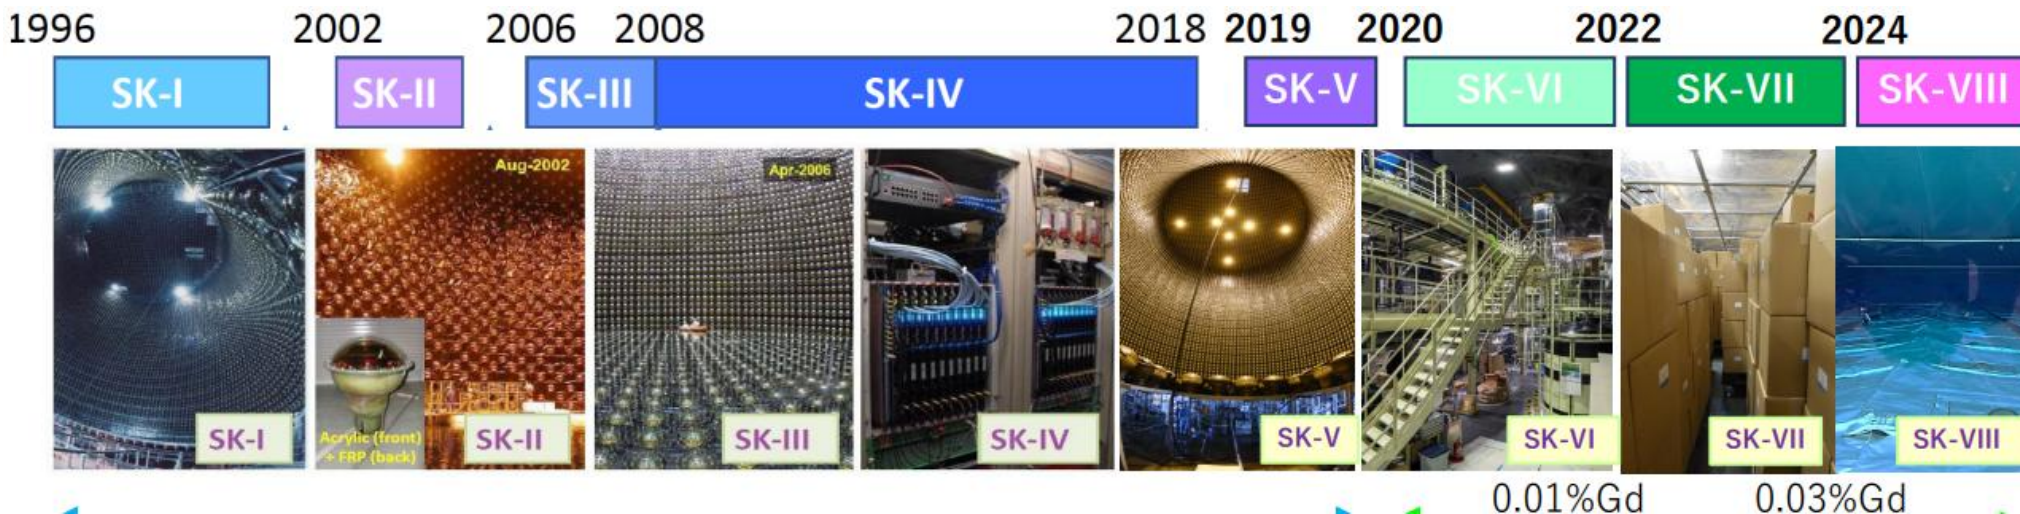 1996 2002 2006 2008 2018 2019 2020 2022 2024
SK-I SK-II SK-III SK-IV SK-V SK-VI SK-VII SK-VIII
Aug-2002
Apr-2006
Acrylic (front)
+ FRP (back)
SK-I SK-II SK-III SK-IV SK-V SK-VI SK-VII SK-VIII
0.01%Gd 0.03%Gd